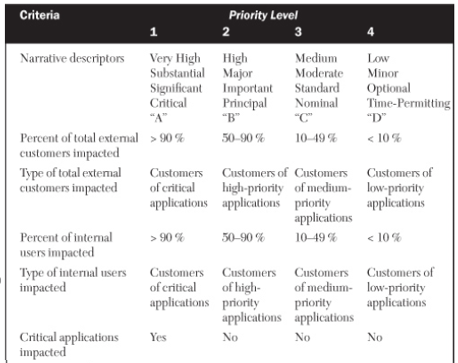 Criteria Priority Level
1 2 3 4
Narrative descriptors Very High High Medium Low
Substantial Major Moderate Minor
Significant Important Standard Optional
Critical Principal Nominal Time-Permitting
“A” “B” “C” “D”
Percent of total external > 90 % 50–90 % 10–49 % < 10 %
customers impacted
Type of total external Customers Customers of Customers Customers of
customers impacted of critical high-priority of medium- low-priority
applications applications priority applications
applications
Percent of internal > 90 % 50–90 % 10–49 % < 10 %
users impacted
Type of internal users Customers Customers Customers Customers of
impacted of critical of high- of medium- low-priority
applications priority priority applications
applications applications
Critical applications Yes No No No
impacted